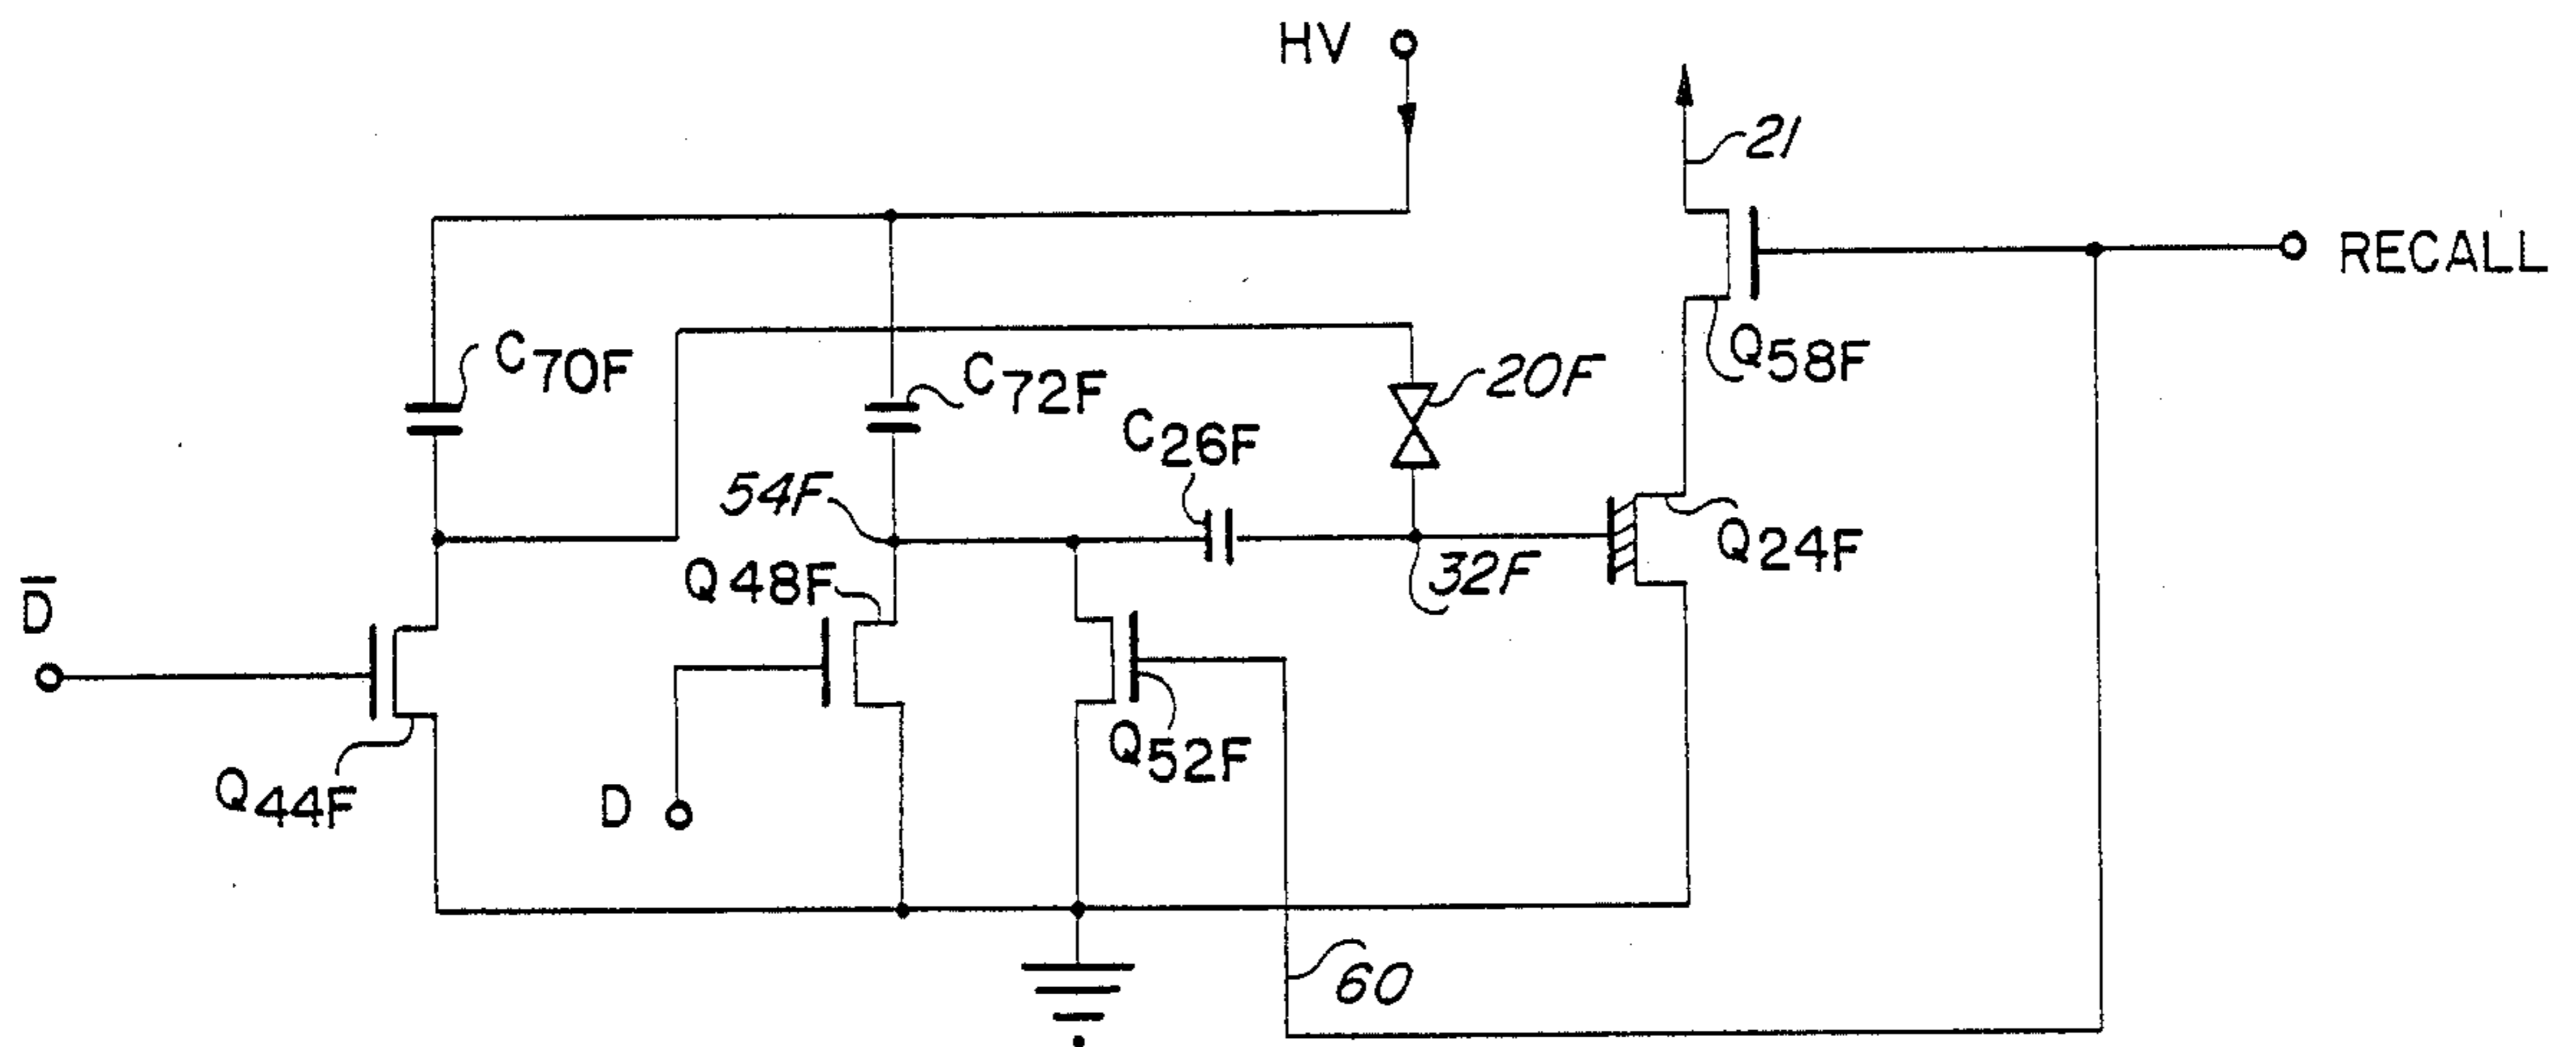 HV
21
RECALL
Q58F
C70F
C72F
20F
C26F
54F
Q24F
32F
Q48F
D̅
Q52F
Q44F
D
60